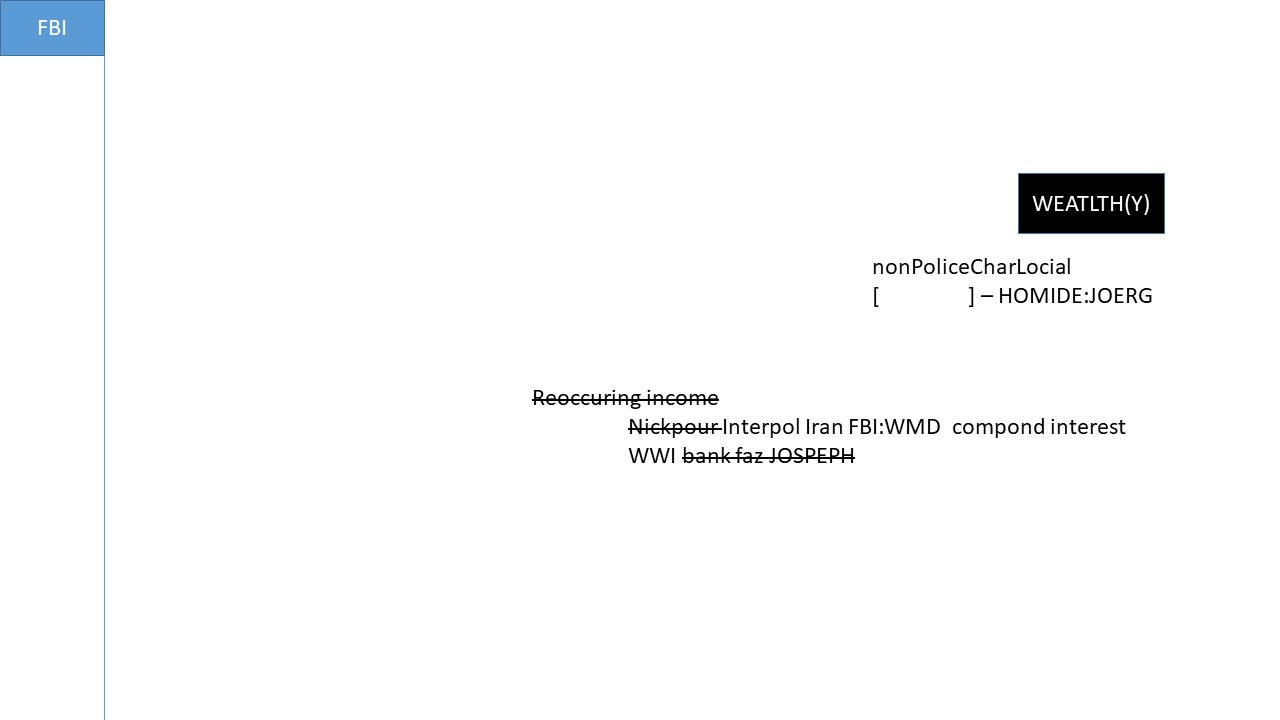 FBI
WEATLTH(Y)
nonPoliceCharLocial
[ ] – HOMIDE:JOERG
Reoccuring income
Nickpour Interpol Iran FBI:WMD compond interest
WWI bank faz JOSPEPH